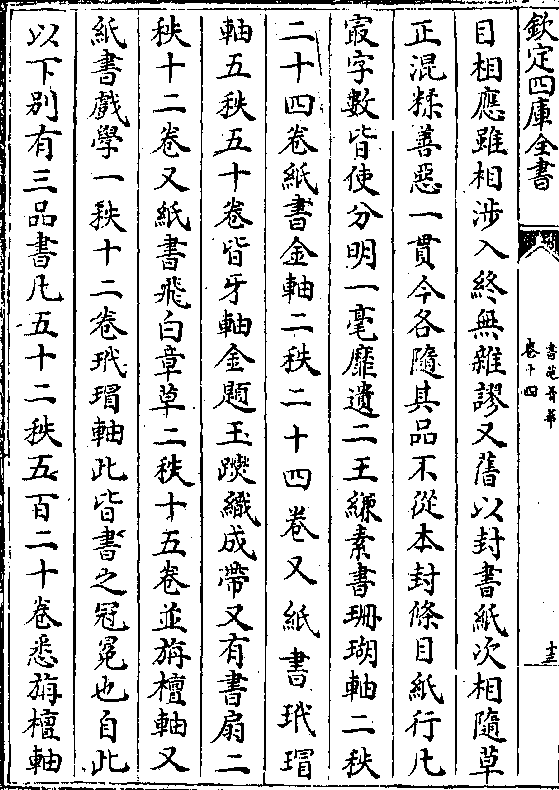 欽定四庫全書
書苑菁華
卷十四
十三
目相應雖相涉入終無雜謬又舊以封書紙次相隨草
正混糅善惡一貫今各隨其品不從本封條目紙行凡
㝡字數皆使分明一毫靡遺二王縑素書珊瑚軸二秩
二十四卷紙書金軸二秩二十四卷又紙書玳瑁
軸五秩五十卷皆牙軸金題玉躞織成帶又有書扇二
秩十二卷又紙書飛白章草二秩十五卷並旃檀軸又
紙書戲學一秩十二卷玳瑁軸此皆書之冠冕也自此
以下别有三品書凡五十二秩五百二十卷悉旃檀軸